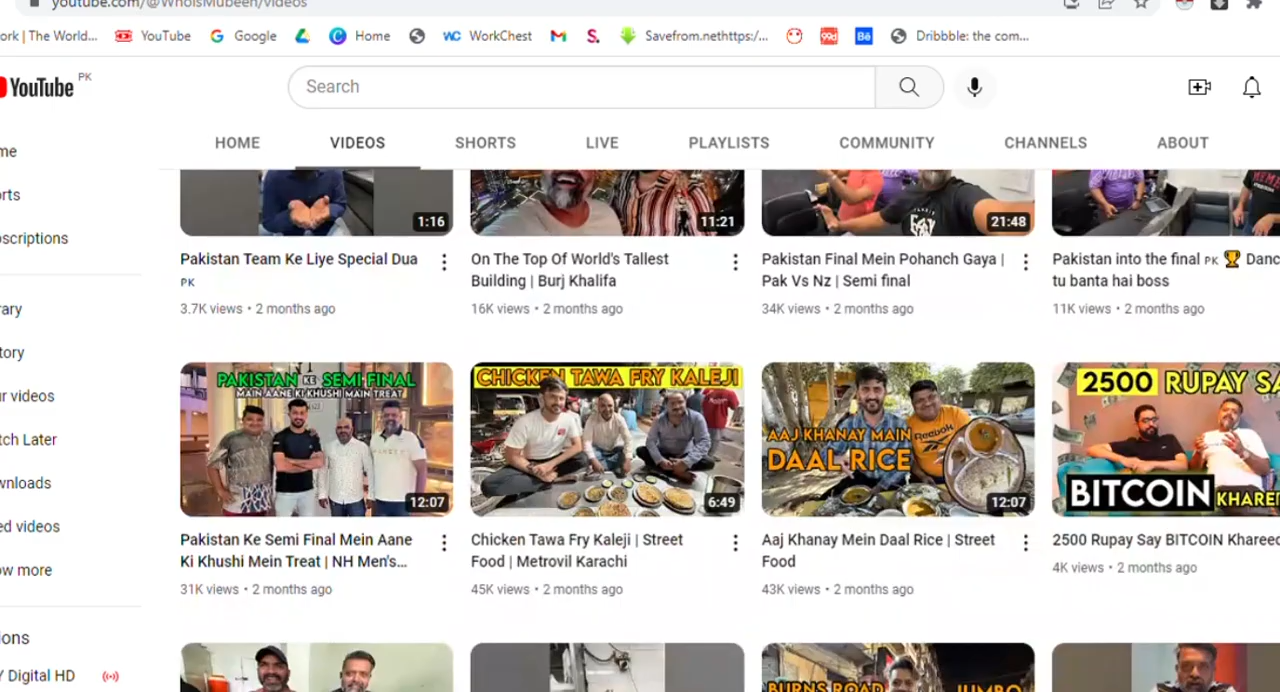 youtube.com/@WhoisMubeen/videos
ork | The World...
YouTube
Google
Home
WC WorkChest
S.
Savefrom.nethttps:/...
99d
Bē
Dribbble: the com...
YouTube PK
Search
me
HOME
VIDEOS
SHORTS
LIVE
PLAYLISTS
COMMUNITY
CHANNELS
ABOUT
orts
oscriptions
1:16
11:21
21:48
Pakistan Team Ke Liye Special Dua
PK
3.7K views • 2 months ago
On The Top Of World's Tallest
Building | Burj Khalifa
16K views • 2 months ago
Pakistan Final Mein Pohanch Gaya |
Pak Vs Nz | Semi final
34K views • 2 months ago
Pakistan into the final PK 🏆 Danc
tu banta hai boss
11K views • 2 months ago
rary
tory
ur videos
tch Later
wnloads
ed videos
ow more
PAKISTAN KE SEMI FINAL
MAIN AANE KI KHUSHI MAIN TREAT
12:07
CHICKEN TAWA FRY KALEJI
6:49
AAJ KHANAY MAIN
DAAL RICE
Reebok
12:07
2500 RUPAY SA
BITCOIN KHAREE
Pakistan Ke Semi Final Mein Aane
Ki Khushi Mein Treat | NH Men's...
31K views • 2 months ago
Chicken Tawa Fry Kaleji | Street
Food | Metrovil Karachi
45K views • 2 months ago
Aaj Khanay Mein Daal Rice | Street
Food
43K views • 2 months ago
2500 Rupay Say BITCOIN Khareed
4K views • 2 months ago
ions
Y Digital HD
BURNS ROAD
JUMBO